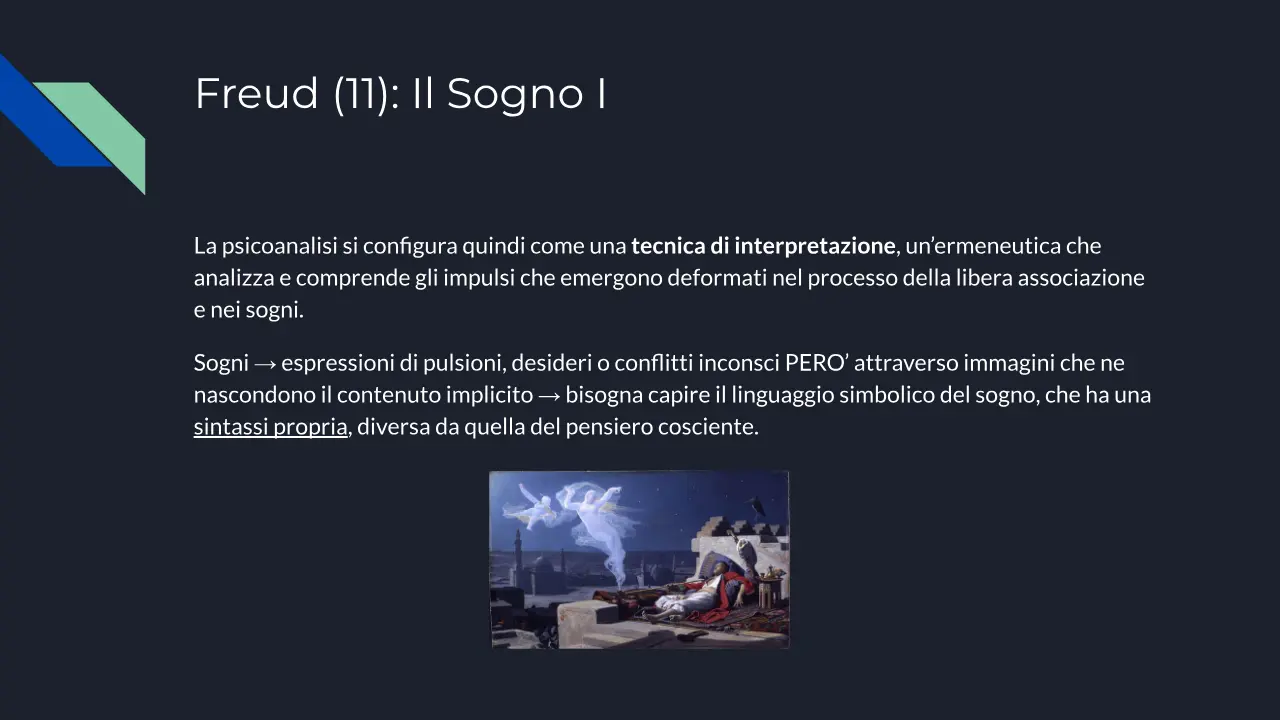 Freud (11): Il Sogno I
La psicoanalisi si configura quindi come una tecnica di interpretazione, un’ermeneutica che
analizza e comprende gli impulsi che emergono deformati nel processo della libera associazione
e nei sogni.
Sogni → espressioni di pulsioni, desideri o conflitti inconsci PERO’ attraverso immagini che ne
nascondono il contenuto implicito → bisogna capire il linguaggio simbolico del sogno, che ha una
sintassi propria, diversa da quella del pensiero cosciente.